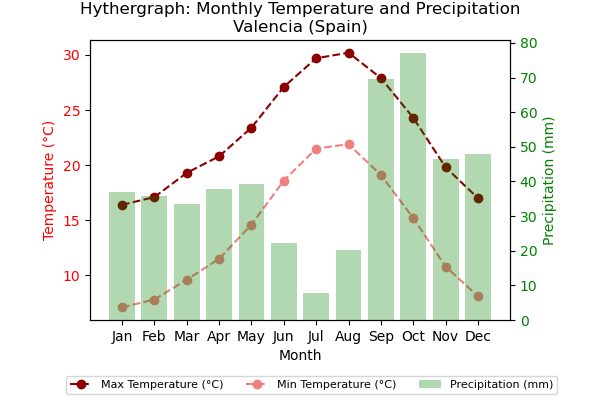 Hythergraph: Monthly Temperature and Precipitation
Valencia (Spain)
Temperature (°C)
30
25
20
15
10
Precipitation (mm)
80
70
60
50
40
30
20
10
0
Jan Feb Mar Apr May Jun Jul Aug Sep Oct Nov Dec
Month
Max Temperature (°C) Min Temperature (°C) Precipitation (mm)